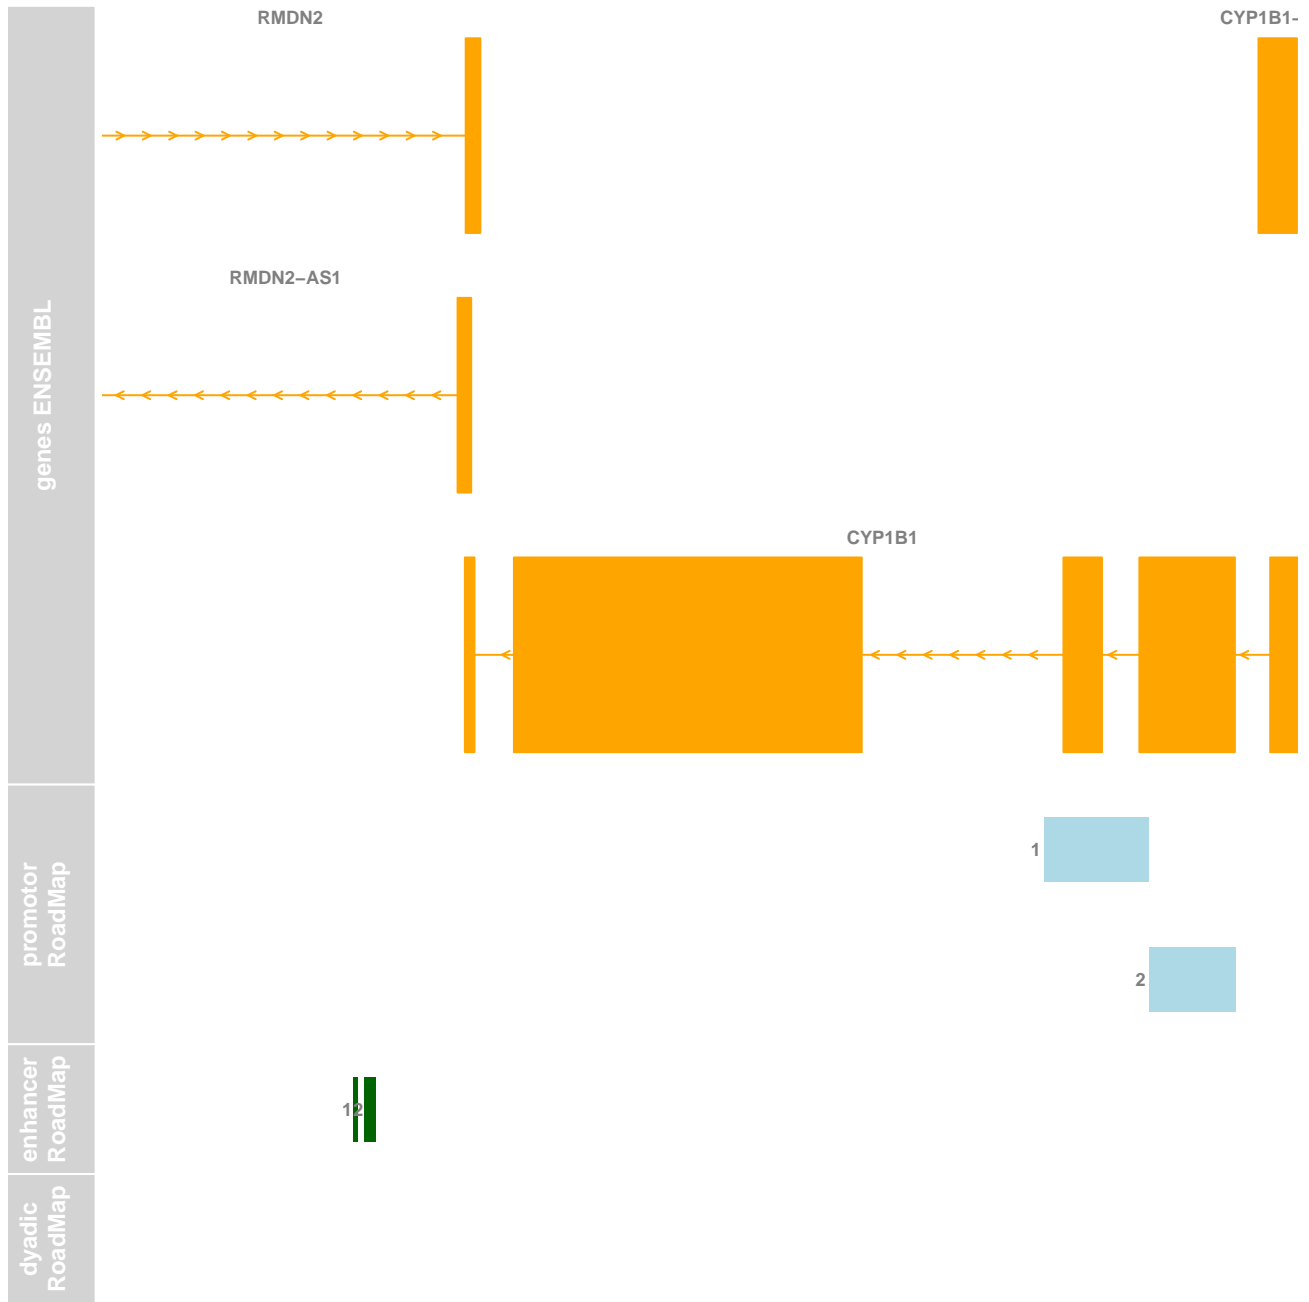 RMDN2
CYP1B1-
RMDN2−AS1
genes ENSEMBL
CYP1B1
promotor
RoadMap
1
2
enhancer
RoadMap
12
dyadic
RoadMap